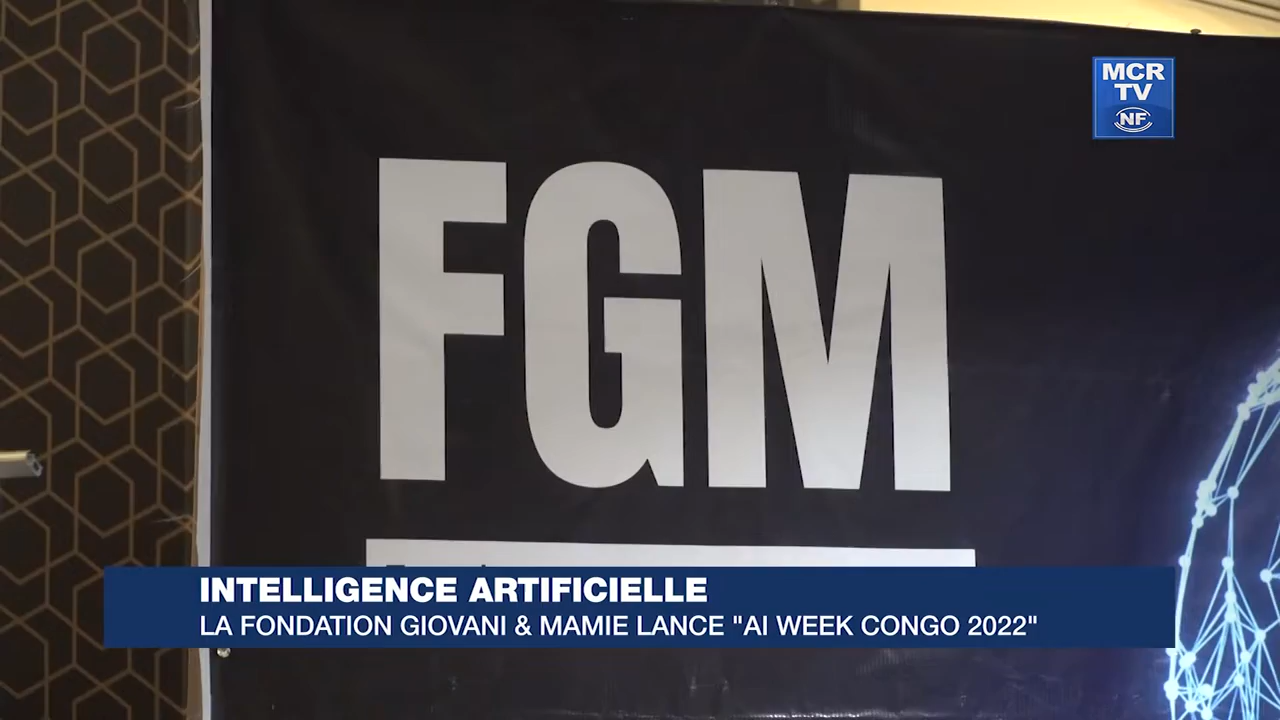 MCR
TV
NF
FGM
INTELLIGENCE ARTIFICIELLE
LA FONDATION GIOVANI & MAMIE LANCE "AI WEEK CONGO 2022"